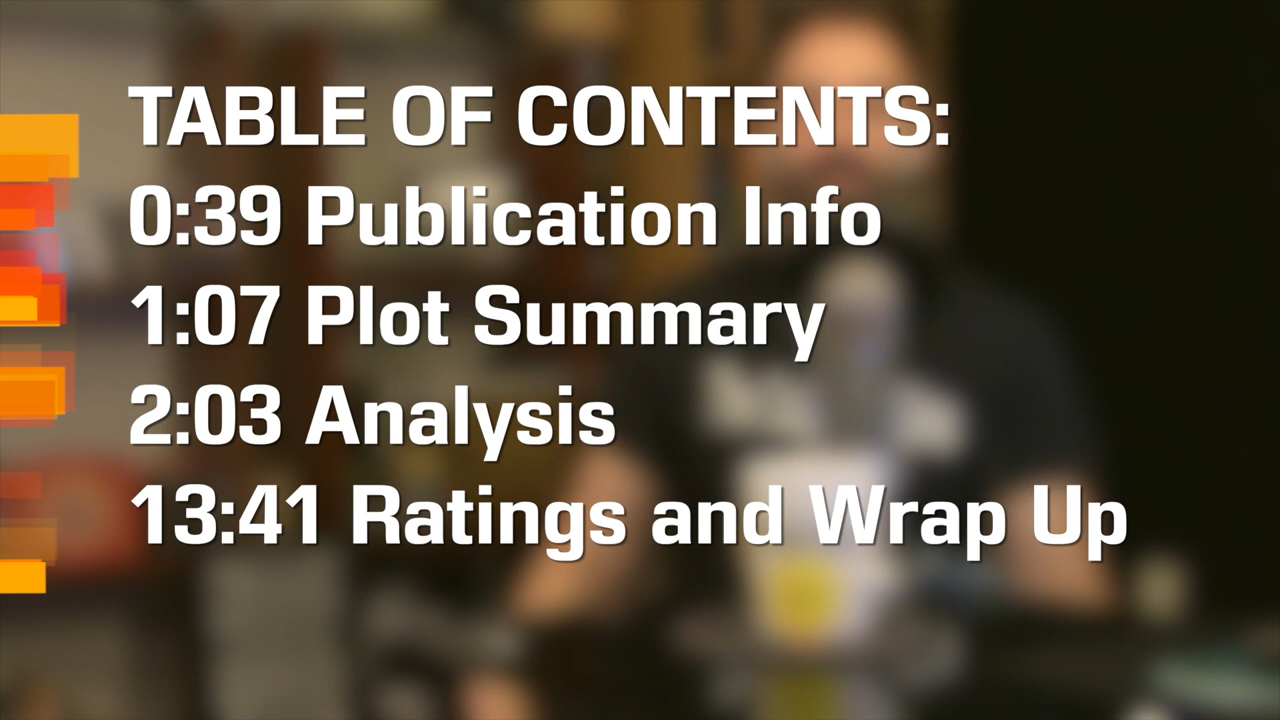 TABLE OF CONTENTS:
0:39 Publication Info
1:07 Plot Summary
2:03 Analysis
13:41 Ratings and Wrap Up